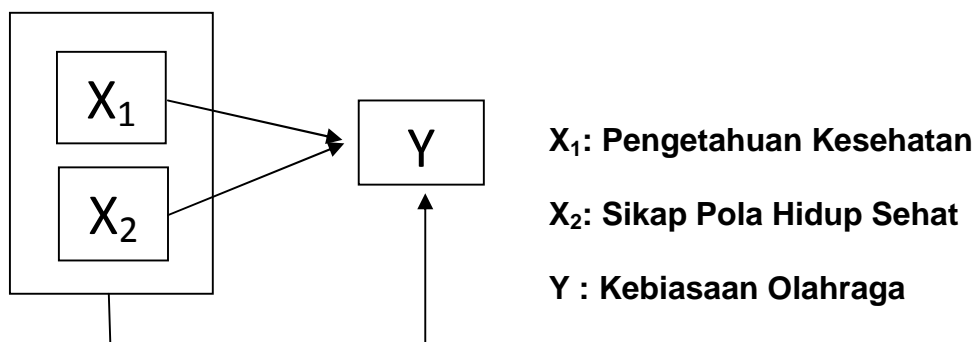 X₁
X₂
Y
X₁: Pengetahuan Kesehatan
X₂: Sikap Pola Hidup Sehat
Y : Kebiasaan Olahraga